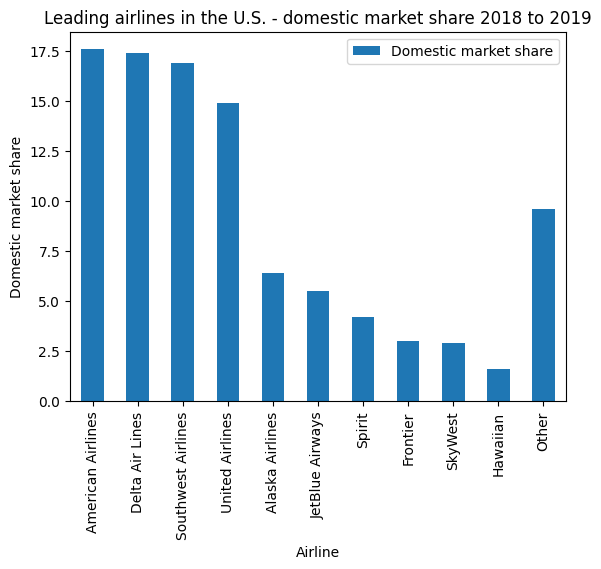 Leading airlines in the U.S. - domestic market share 2018 to 2019
Domestic market share
17.5
15.0
12.5
10.0
7.5
5.0
2.5
0.0
Domestic market share
American Airlines
Delta Air Lines
Southwest Airlines
United Airlines
Alaska Airlines
JetBlue Airways
Spirit
Frontier
SkyWest
Hawaiian
Other
Airline